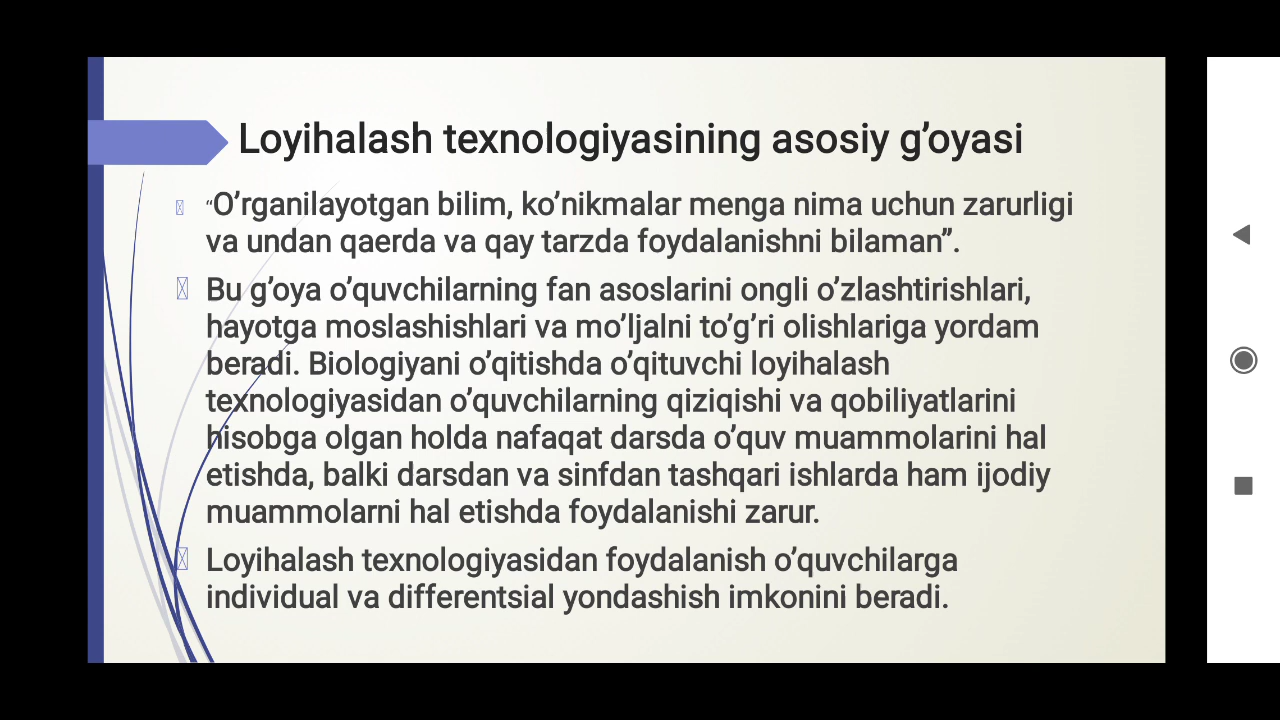 Loyihalash texnologiyasining asosiy g’oyasi
“O’rganilayotgan bilim, ko’nikmalar menga nima uchun zarurligi
va undan qaerda va qay tarzda foydalanishni bilaman”.
Bu g’oya o’quvchilarning fan asoslarini ongli o’zlashtirishlari,
hayotga moslashishlari va mo’ljalni to’g’ri olishlariga yordam
beradi. Biologiyani o’qitishda o’qituvchi loyihalash
texnologiyasidan o’quvchilarning qiziqishi va qobiliyatlarini
hisobga olgan holda nafaqat darsda o’quv muammolarini hal
etishda, balki darsdan va sinfdan tashqari ishlarda ham ijodiy
muammolarni hal etishda foydalanishi zarur.
Loyihalash texnologiyasidan foydalanish o’quvchilarga
individual va differentsial yondashish imkonini beradi.